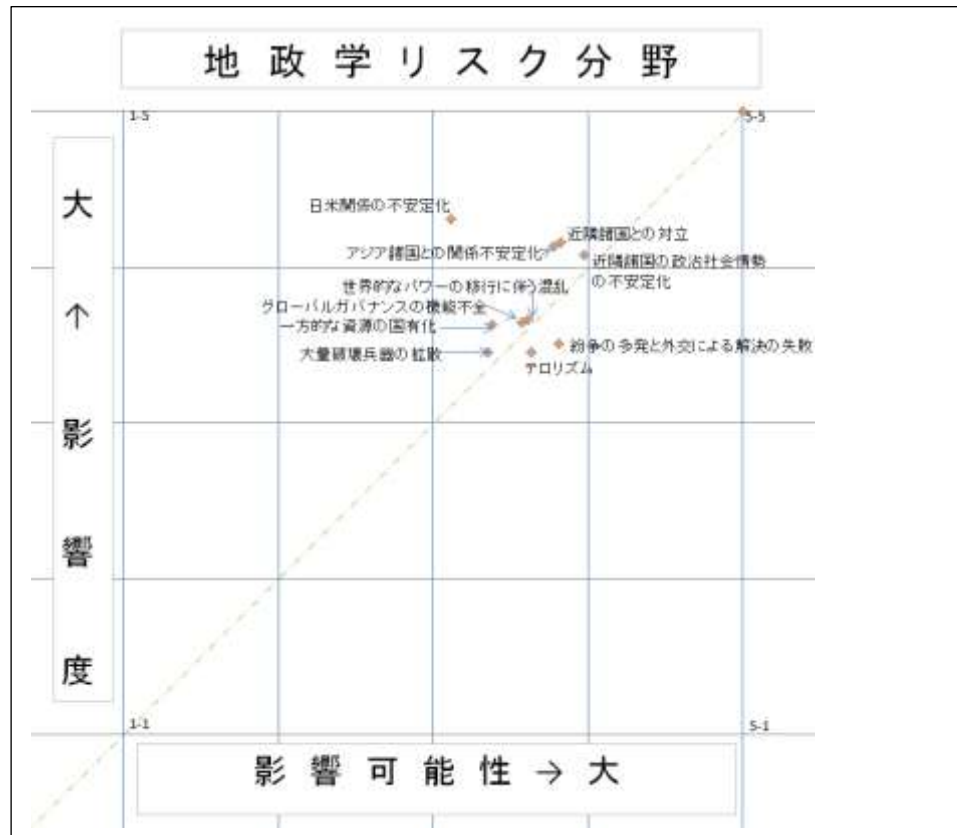 地政学リスク分野
1-5
5-5
大
↑
影
響
度
日米関係の不安定化
近隣諸国との対立
アジア諸国との関係不安定化
近隣諸国の政治社会情勢
の不安定化
世界的なパワーの移行に伴う混乱
グローバルガバナンスの機能不全
一方的な資源の国有化
大量破壊兵器の拡散
紛争の多発と外交による解決の失敗
テロリズム
1-1
5-1
影響可能性→大